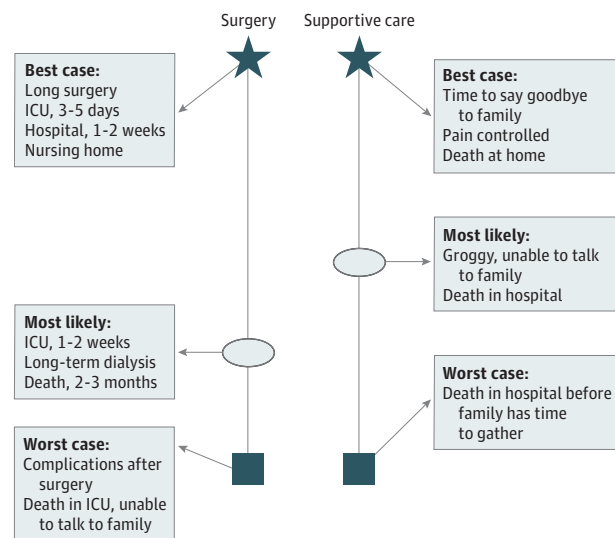 Surgery
Supportive care
Best case:
Long surgery
ICU, 3-5 days
Hospital, 1-2 weeks
Nursing home
Best case:
Time to say goodbye
to family
Pain controlled
Death at home
Most likely:
Groggy, unable to talk
to family
Death in hospital
Most likely:
ICU, 1-2 weeks
Long-term dialysis
Death, 2-3 months
Worst case:
Death in hospital before
family has time
to gather
Worst case:
Complications after
surgery
Death in ICU, unable
to talk to family